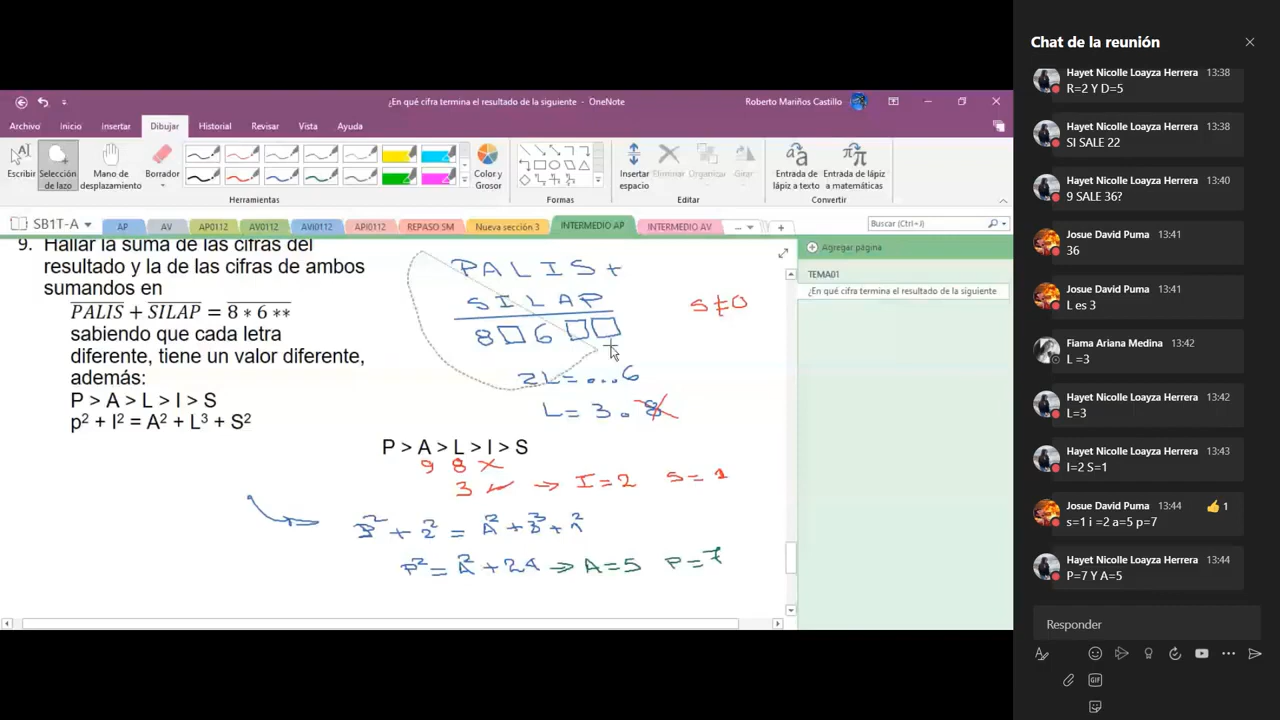 Chat de la reunión
Hayet Nicolle Loayza Herrera 13:38
R=2 Y D=5
Hayet Nicolle Loayza Herrera 13:38
SI SALE 22
Hayet Nicolle Loayza Herrera 13:40
9 SALE 36?
Josue David Puma 13:41
36
Josue David Puma 13:41
L es 3
Fiama Ariana Medina 13:42
L =3
Hayet Nicolle Loayza Herrera 13:42
L=3
Hayet Nicolle Loayza Herrera 13:43
I=2 S=1
Josue David Puma 13:44 1
s=1 i =2 a=5 p=7
Hayet Nicolle Loayza Herrera 13:44
P=7 Y A=5
Responder
GIF
¿En qué cifra termina el resultado de la siguiente - OneNote
Roberto Mariños Castillo
Archivo Inicio Insertar Dibujar Historial Revisar Vista Ayuda
Escribir
Selección de lazo
Mano de desplazamiento
Borrador
Color y Grosor
Insertar espacio
Eliminar
Organizar
Girar
Entrada de lápiz a texto
Entrada de lápiz a matemáticas
Herramientas Formas Editar Convertir
SB1T-A AP AV AP0112 AV0112 AVI0112 API0112 REPASO SM Nueva sección 3 INTERMEDIO AP INTERMEDIO AV ... + Buscar (Ctrl+I)
Agregar página
TEMA01
¿En qué cifra termina el resultado de la siguiente
9. Hallar la suma de las cifras del
resultado y la de las cifras de ambos
sumandos en
PALIS + SILAP = 8 * 6 **
sabiendo que cada letra
diferente, tiene un valor diferente,
además:
P > A > L > I > S
p² + I² = A² + L³ + S²
PALIS+
SILAP
8□6□□
S≠0
2L=...6
L= 3 . 8
P > A > L > I > S
9 8 ×
3 ✓ → I=2 S=1
P² + 2² = A² + 3³ + 1²
P² = A² + 24 ⇒ A=5 P=7